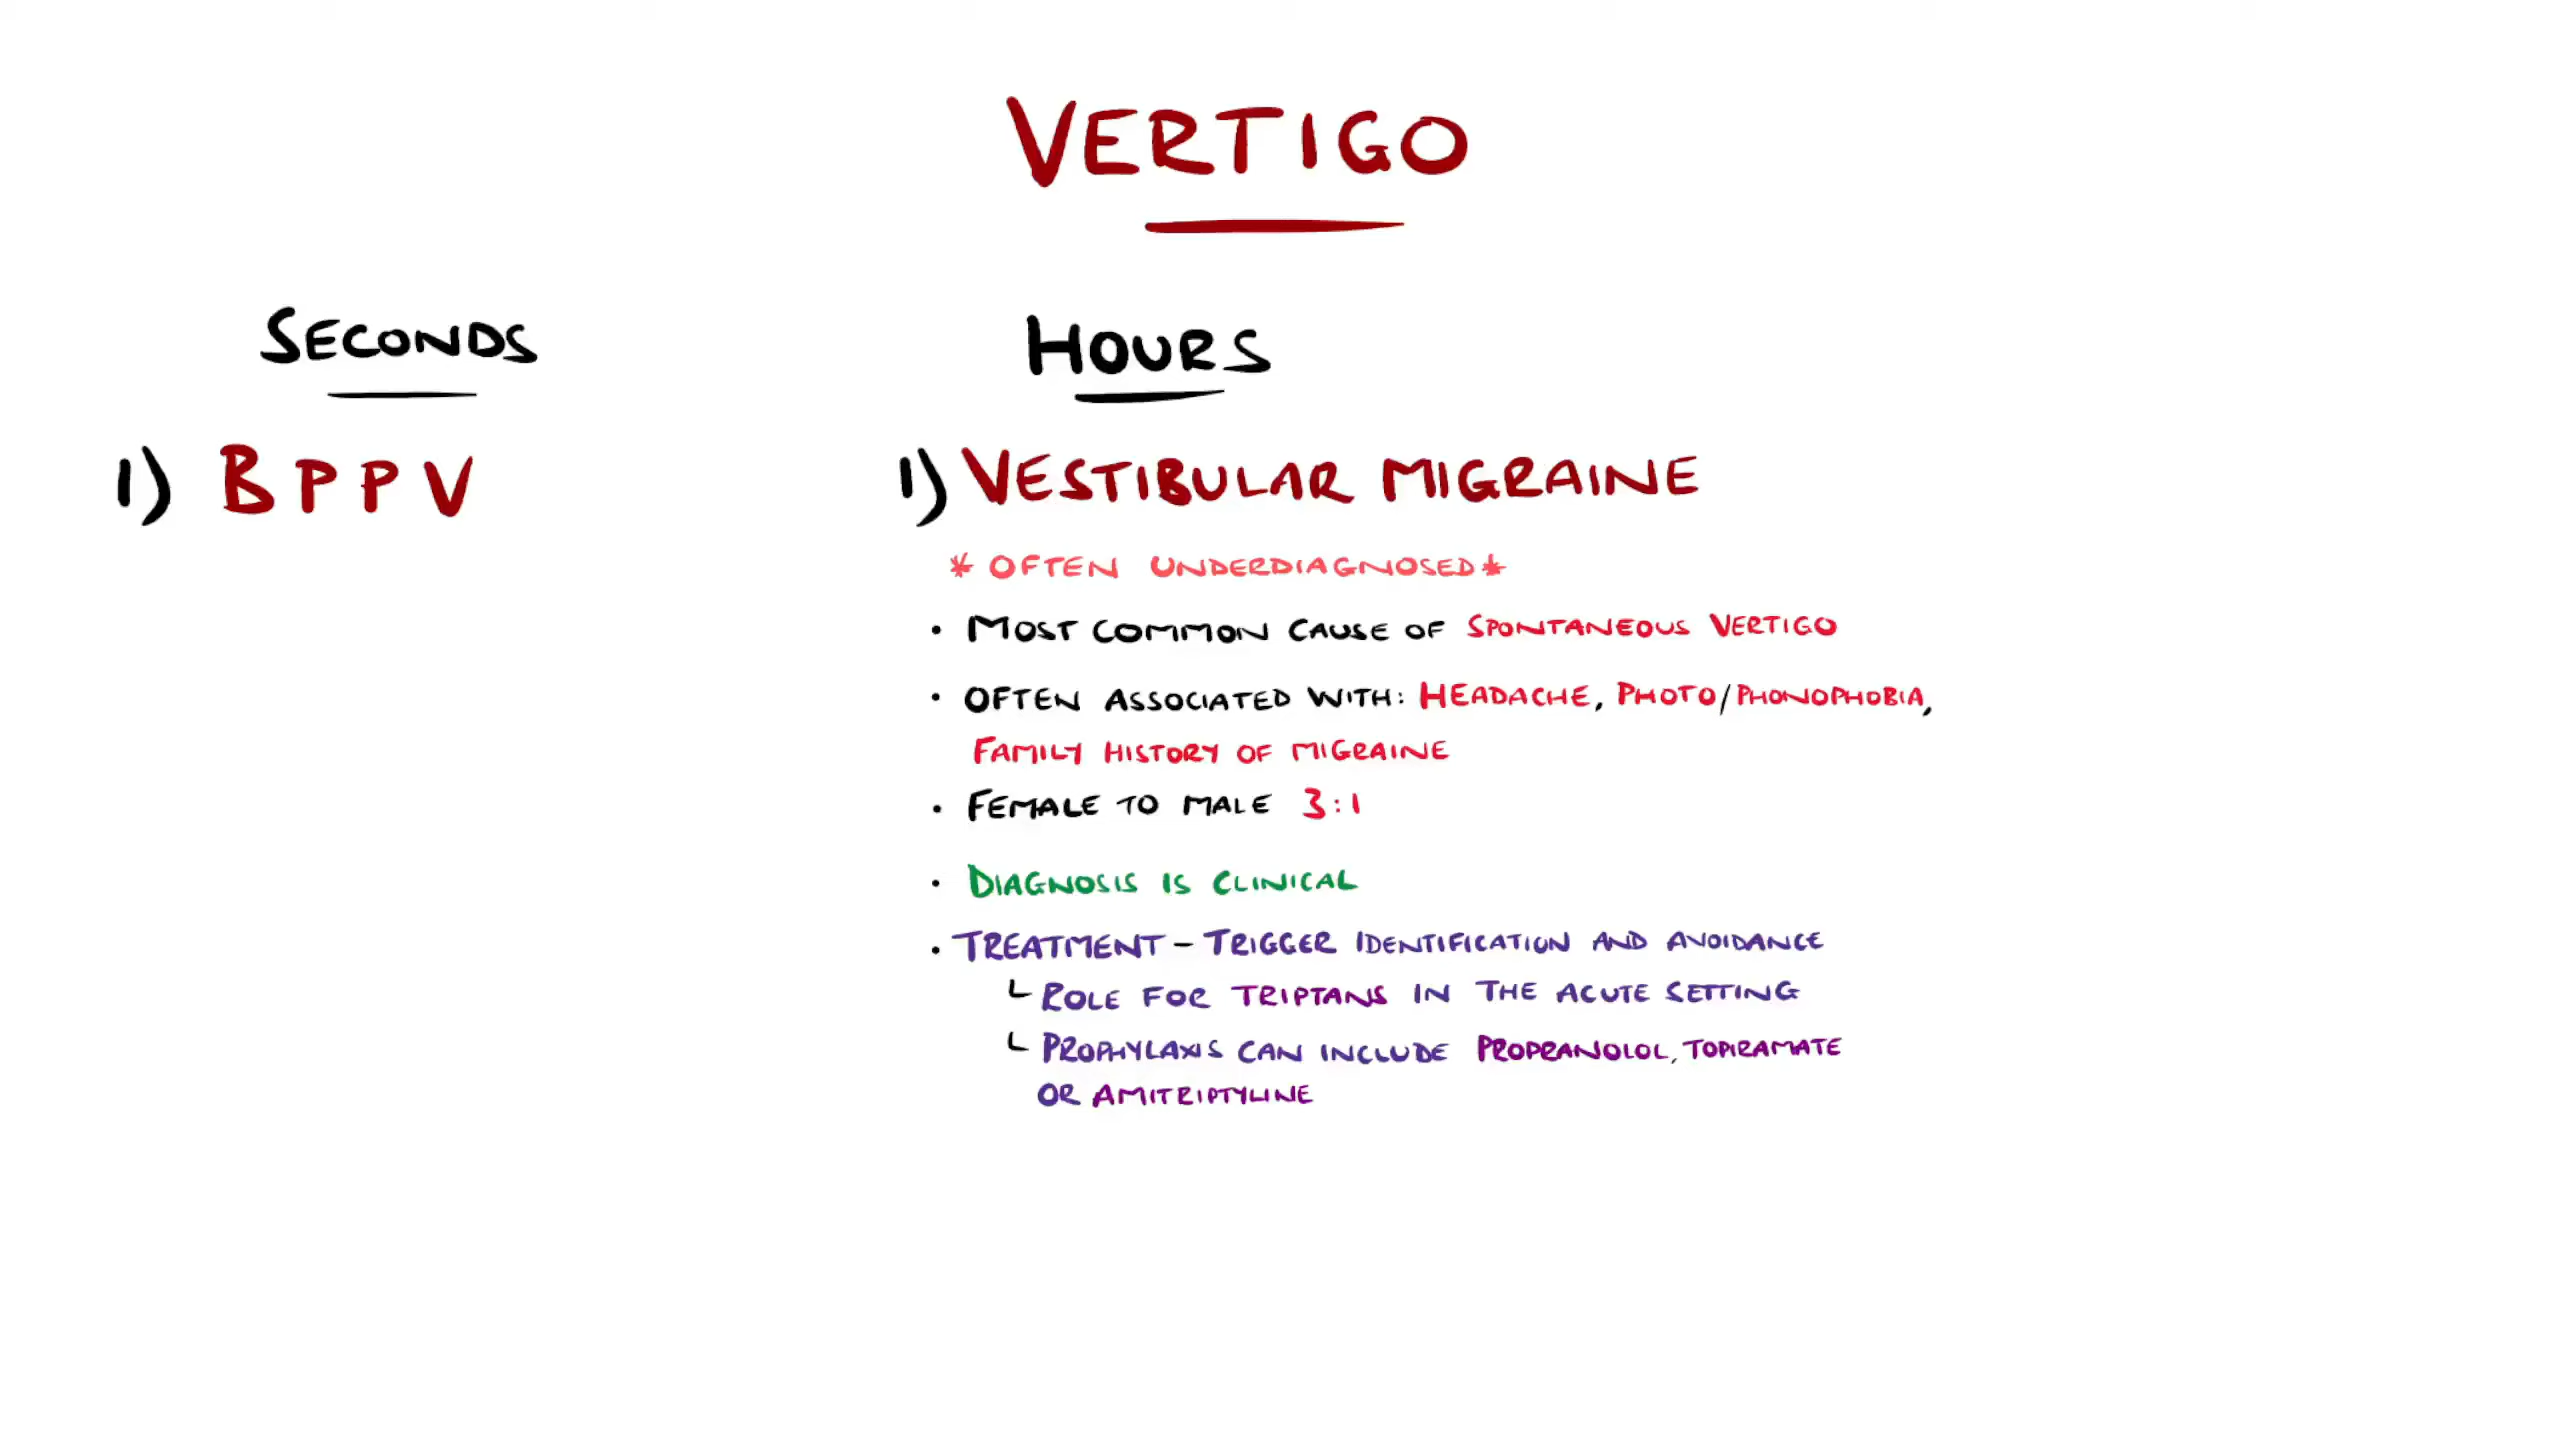 VERTIGO
SECONDS
1) BPPV
HOURS
1) VESTIBULAR MIGRAINE
* OFTEN UNDERDIAGNOSED *
• MOST COMMON CAUSE OF SPONTANEOUS VERTIGO
• OFTEN ASSOCIATED WITH: HEADACHE, PHOTO/PHONOPHOBIA,
FAMILY HISTORY OF MIGRAINE
• FEMALE TO MALE 3:1
• DIAGNOSIS IS CLINICAL
• TREATMENT - TRIGGER IDENTIFICATION AND AVOIDANCE
└ ROLE FOR TRIPTANS IN THE ACUTE SETTING
└ PROPHYLAXIS CAN INCLUDE PROPRANOLOL, TOPIRAMATE
OR AMITRIPTYLINE